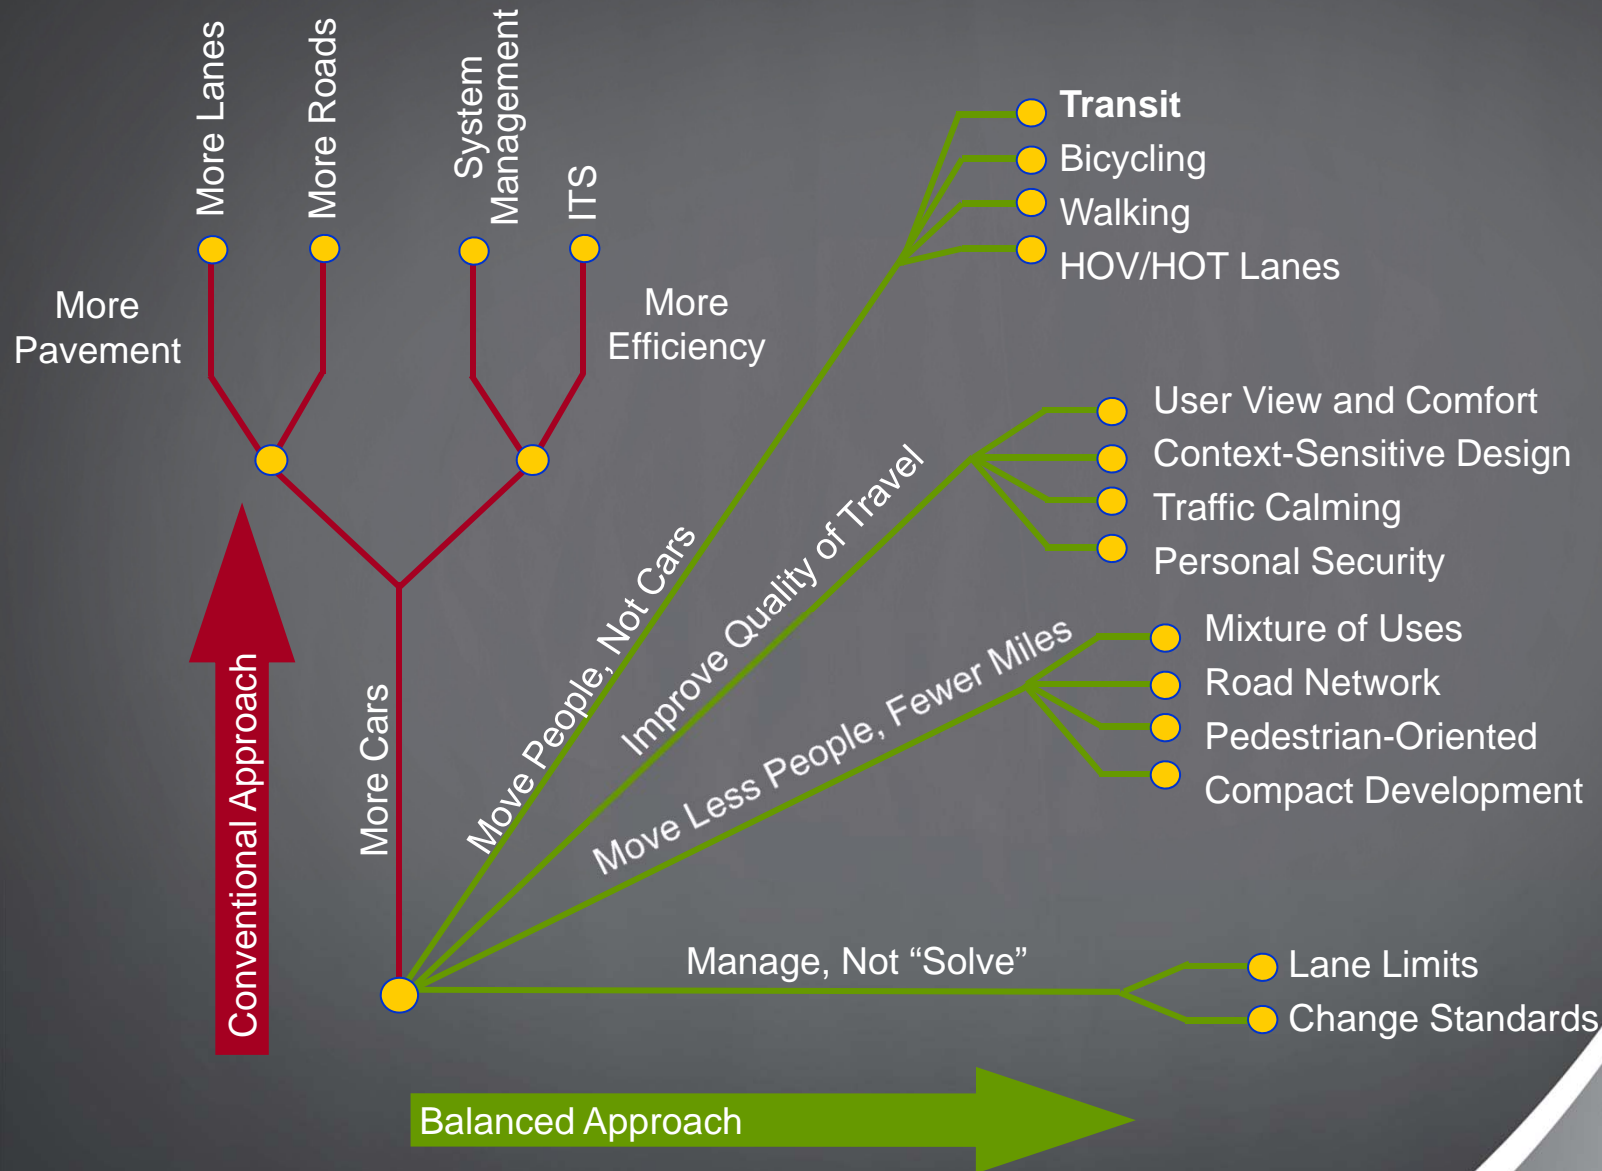 More Lanes
More Roads
System
Management
ITS
More
Pavement
More
Efficiency
Conventional Approach
More Cars
Move People, Not Cars
Transit
Bicycling
Walking
HOV/HOT Lanes
Improve Quality of Travel
User View and Comfort
Context-Sensitive Design
Traffic Calming
Personal Security
Move Less People, Fewer Miles
Mixture of Uses
Road Network
Pedestrian-Oriented
Compact Development
Manage, Not “Solve”
Lane Limits
Change Standards
Balanced Approach